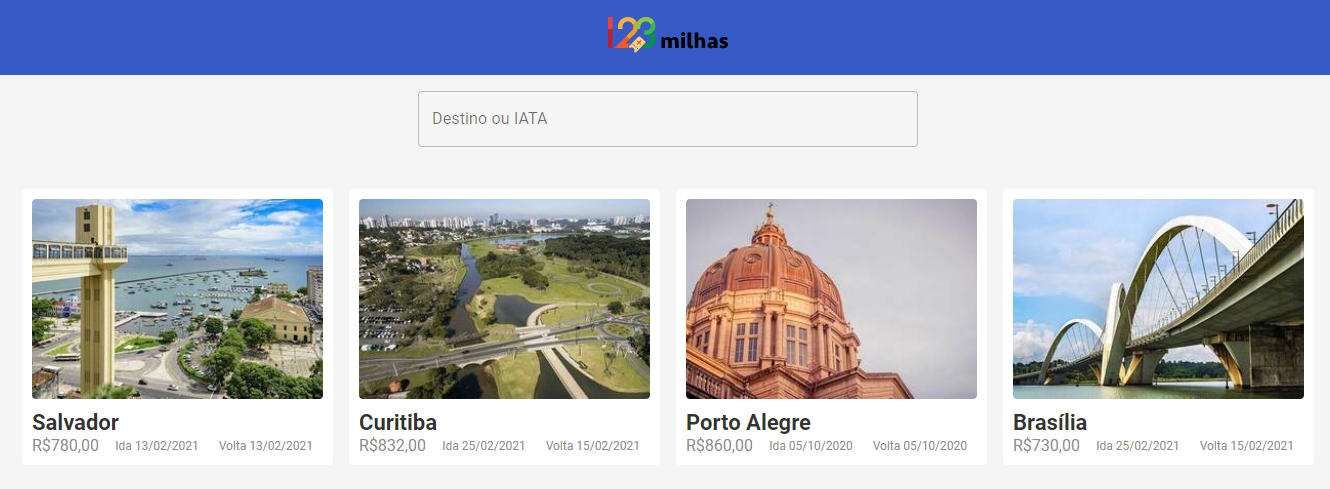 123 milhas
Destino ou IATA
Salvador
R$780,00 Ida 13/02/2021 Volta 13/02/2021
Curitiba
R$832,00 Ida 25/02/2021 Volta 15/02/2021
Porto Alegre
R$860,00 Ida 05/10/2020 Volta 05/10/2020
Brasília
R$730,00 Ida 25/02/2021 Volta 15/02/2021